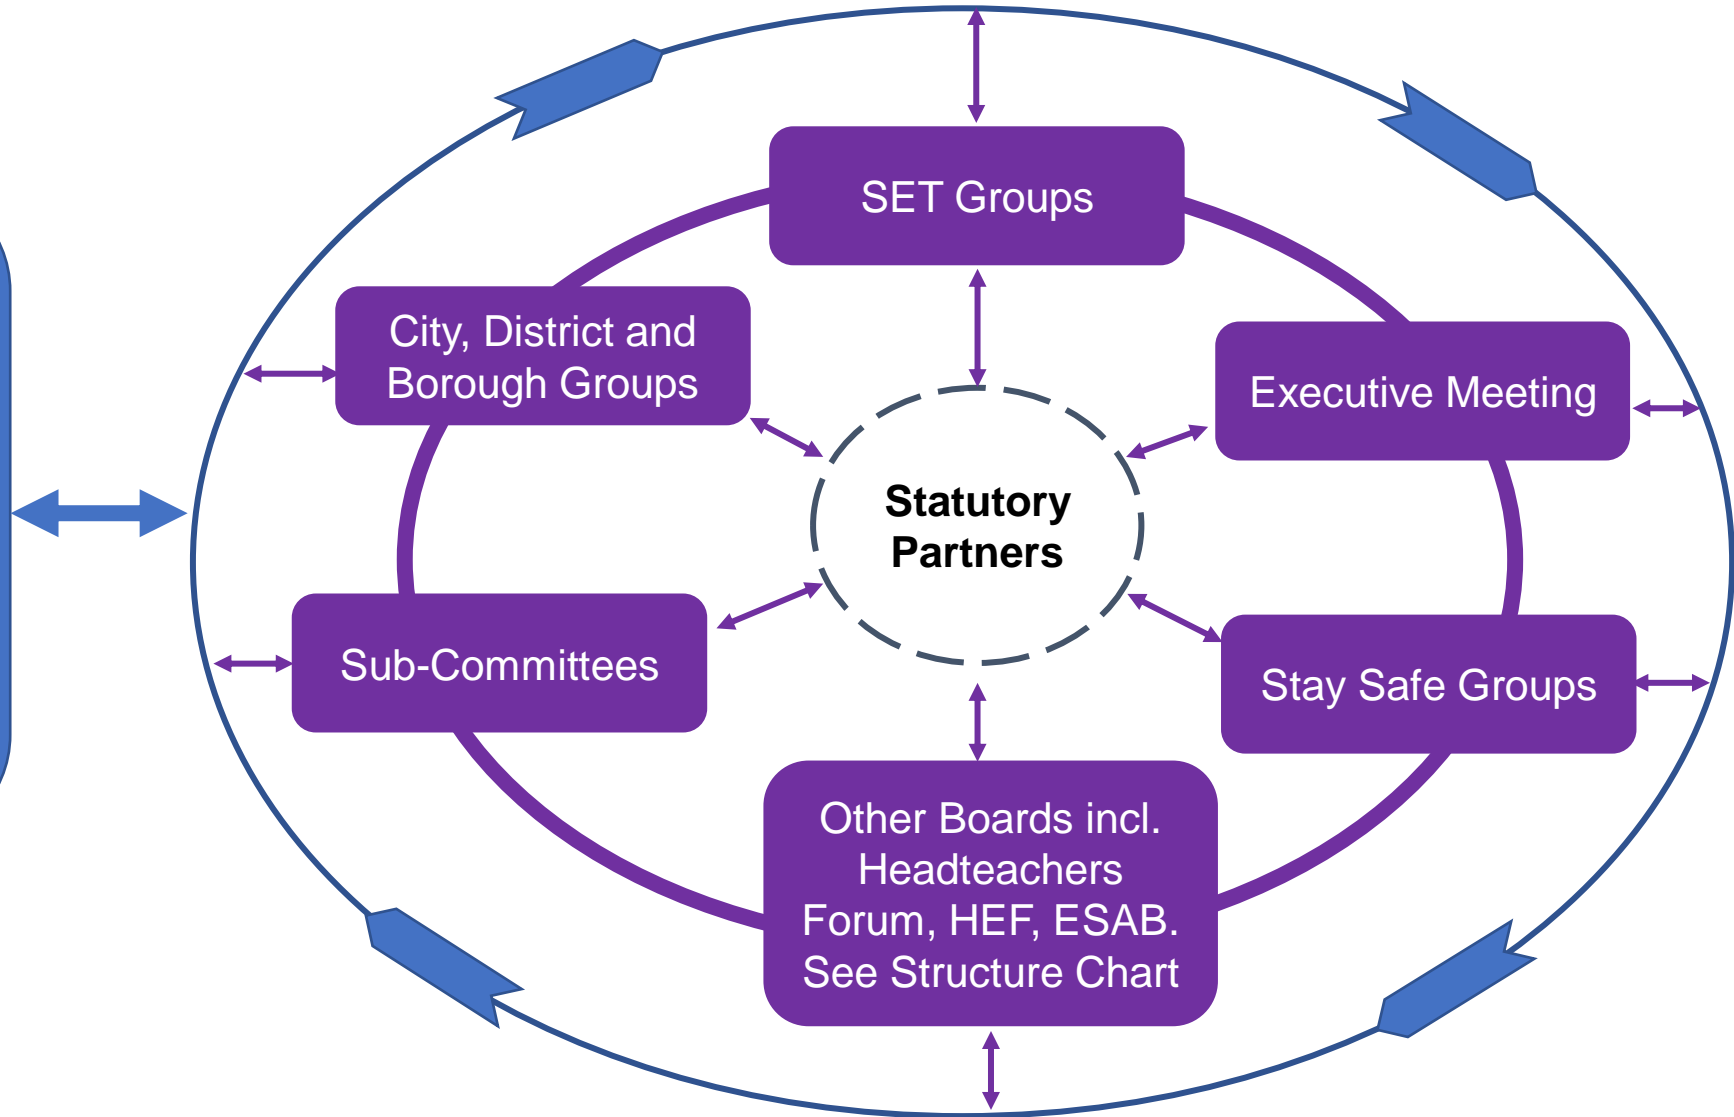 SET Groups
City, District and
Borough Groups
Executive Meeting
Statutory
Partners
Sub-Committees
Stay Safe Groups
Other Boards incl.
Headteachers
Forum, HEF, ESAB.
See Structure Chart